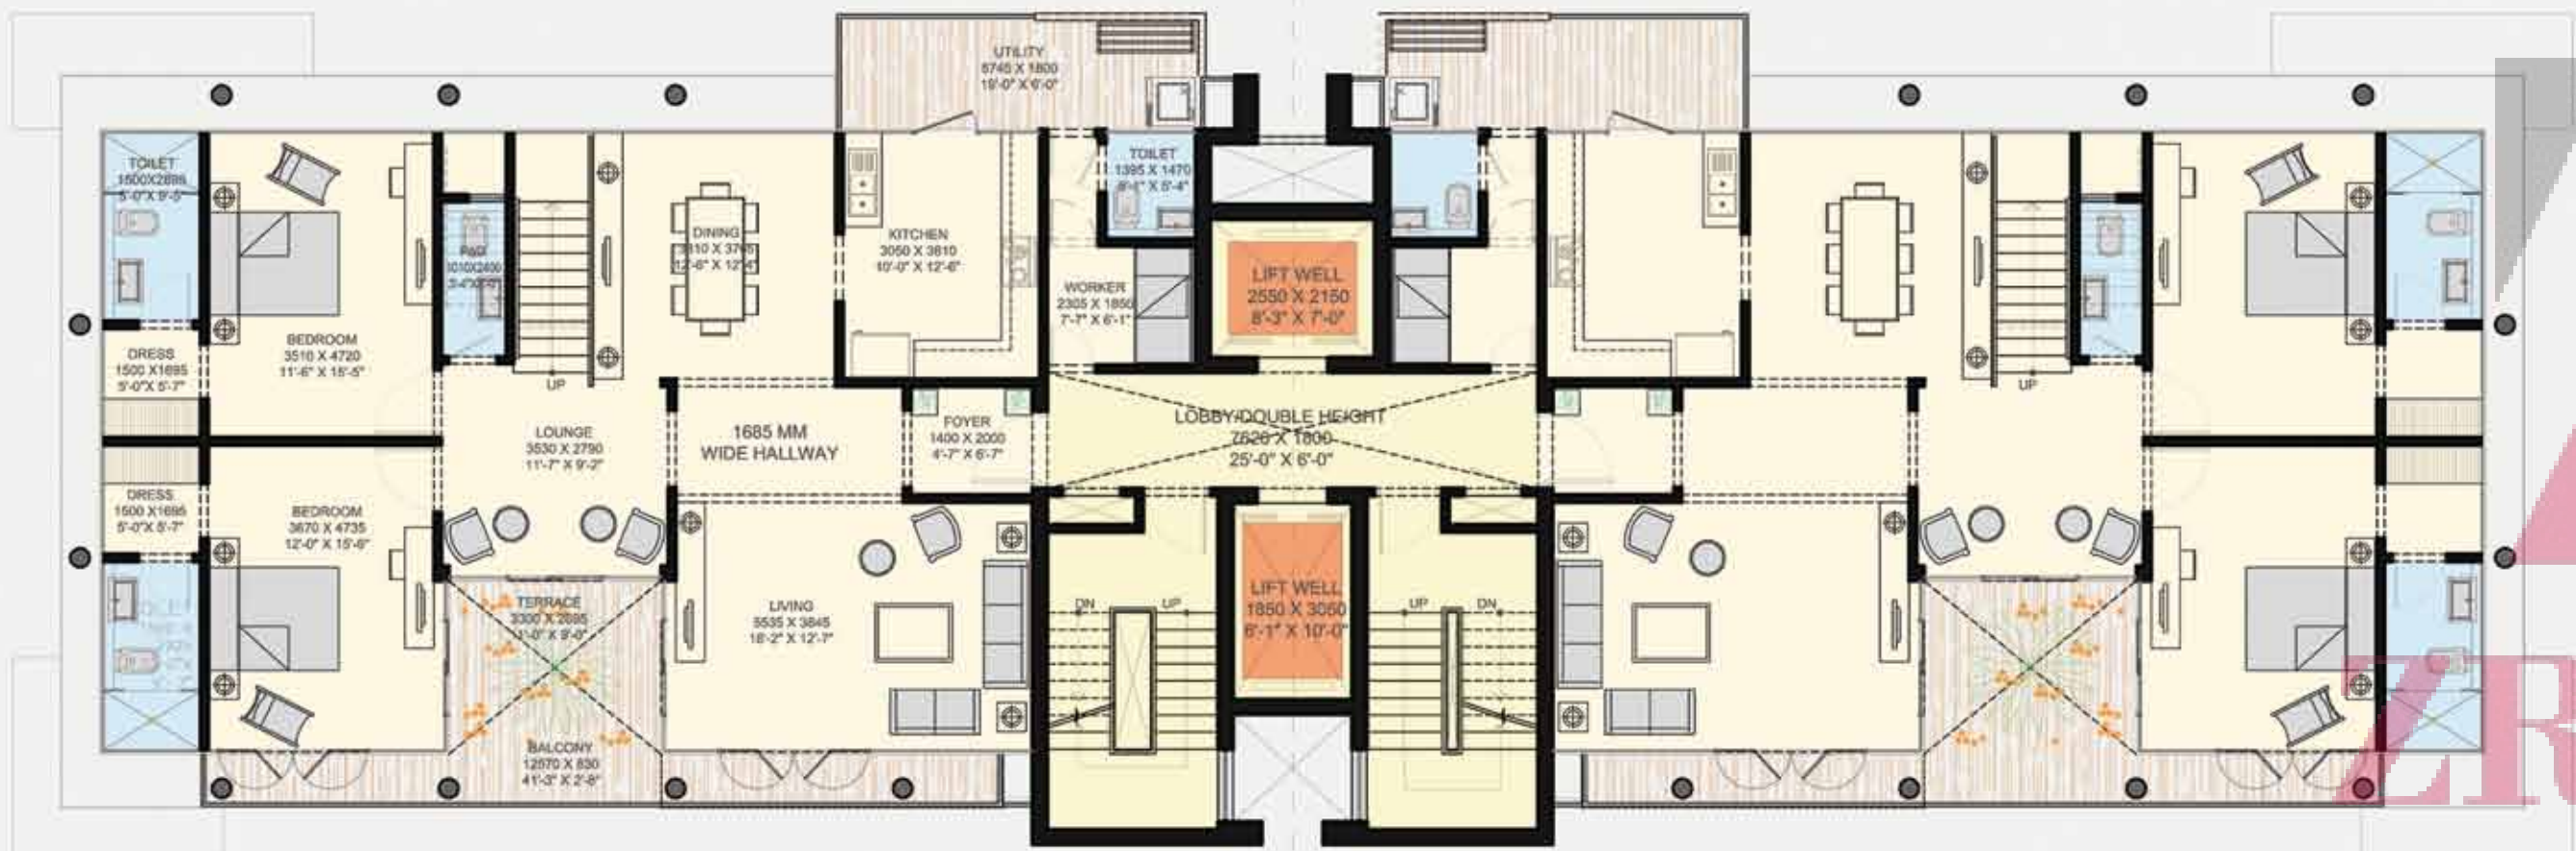 UTILITY
5745 X 1800
19'-0" X 6'-0"
TOILET
1500X2895
5'-0"X 9'-5"
TOILET
1395 X 1470
X 5'-4"
DINING
12'-6" X 12'-4"
KITCHEN
3050 X 3810
10'-0" X 12'-6"
WORKER
2305 X 1850
7'-7" X 6'-1"
LIFT WELL
2550 X 2150
8'-3" X 7'-0"
BEDROOM
3510 X 4720
11'-6" X 15'-5"
DRESS
1500 X1695
5'-0"X 5'-7"
UP
UP
LOUNGE
3530 X 2790
11'-7" X 9'-2"
1685 MM
WIDE HALLWAY
FOYER
1400 X 2000
4'-7" X 6'-7"
LOBBY/DOUBLE HEIGHT
7620 X 1800
25'-0" X 6'-0"
DRESS
1500 X1695
5'-0"X 5'-7"
BEDROOM
3670 X 4735
12'-0" X 15'-6"
TERRACE
3300 X 2695
11'-0" X 9'-0"
LIVING
5535 X 3845
18'-2" X 12'-7"
DN
UP
LIFT WELL
1850 X 3050
6'-1" X 10'-0"
UP
DN
BALCONY
12570 X 830
41'-3" X 2'-8"
ZR